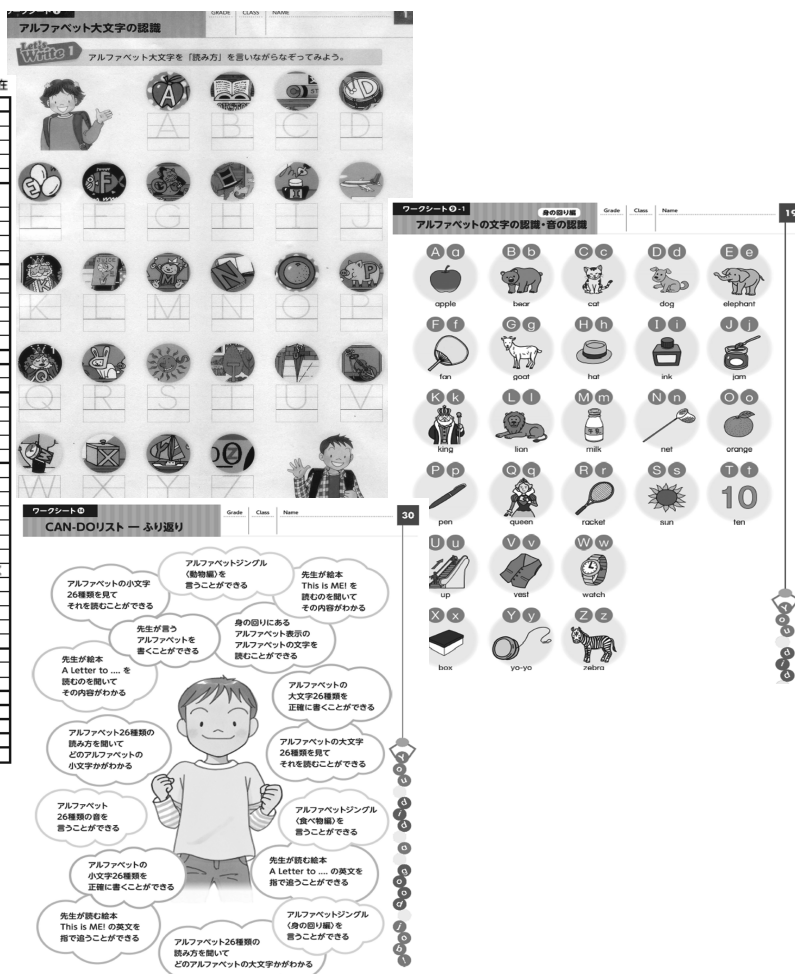 ワークシート
GRADE
CLASS
NAME
1
アルファベット大文字の認識
Let's
Write 1
アルファベット大文字を「読み方」を言いながらなぞってみよう。
A B C D
E F G H J
K M N O P
Q R S U V
W X Y
在
ワークシート❾-1
身の回り編
Grade
Class
Name
19
アルファベットの文字の認識・音の認識
A a B b C c D d E e
apple bear cat dog elephant
F f G g H h I i J j
fan goat hat ink jam
K k L l M m N n O o
king lian milk net orange
P p Q q R r S s T t
10
pen queen racket sun ten
U u V v W w
up vest watch
X x Y y Z z
box yo-yo zebra
You did
ワークシート⓮
Grade
Class
Name
30
CAN-DOリスト ー ふり返り
アルファベットの小文字
26種類を見て
それを読むことができる
アルファベットジングル
〈動物編〉を
言うことができる
先生が絵本
This is ME! を
読むのを聞いて
その内容がわかる
先生が言う
アルファベットを
書くことができる
身の回りにある
アルファベット表示の
アルファベットの文字を
読むことができる
先生が絵本
A Letter to .... を
読むのを聞いて
その内容がわかる
アルファベットの
大文字26種類を
正確に書くことができる
アルファベット26種類の
読み方を聞いて
どのアルファベットの
小文字かがわかる
アルファベットの大文字
26種類を見て
それを読むことができる
アルファベット
26種類の音を
言うことができる
アルファベットジングル
〈食べ物編〉を
言うことができる
アルファベットの
小文字26種類を
正確に書くことができる
先生が読む絵本
A Letter to .... の英文を
指で追うことができる
先生が読む絵本
This is ME! の英文を
指で追うことができる
アルファベットジングル
〈身の回り編〉を
言うことができる
アルファベット26種類の
読み方を聞いて
どのアルファベットの大文字かがわかる
You did a good job!